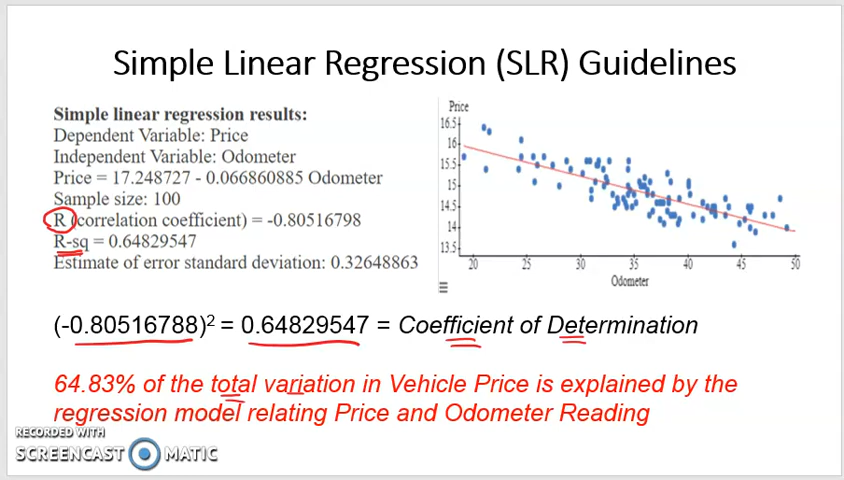 Simple Linear Regression (SLR) Guidelines
Simple linear regression results:
Dependent Variable: Price
Independent Variable: Odometer
Price = 17.248727 - 0.066860885 Odometer
Sample size: 100
R (correlation coefficient) = -0.80516798
R-sq = 0.64829547
Estimate of error standard deviation: 0.32648863
Price
16.5
16
15.5
15
14.5
14
13.5
20 25 30 35 40 45 50
Odometer
(-0.80516788)² = 0.64829547 = Coefficient of Determination
64.83% of the total variation in Vehicle Price is explained by the
regression model relating Price and Odometer Reading
RECORDED WITH
SCREENCAST MATIC